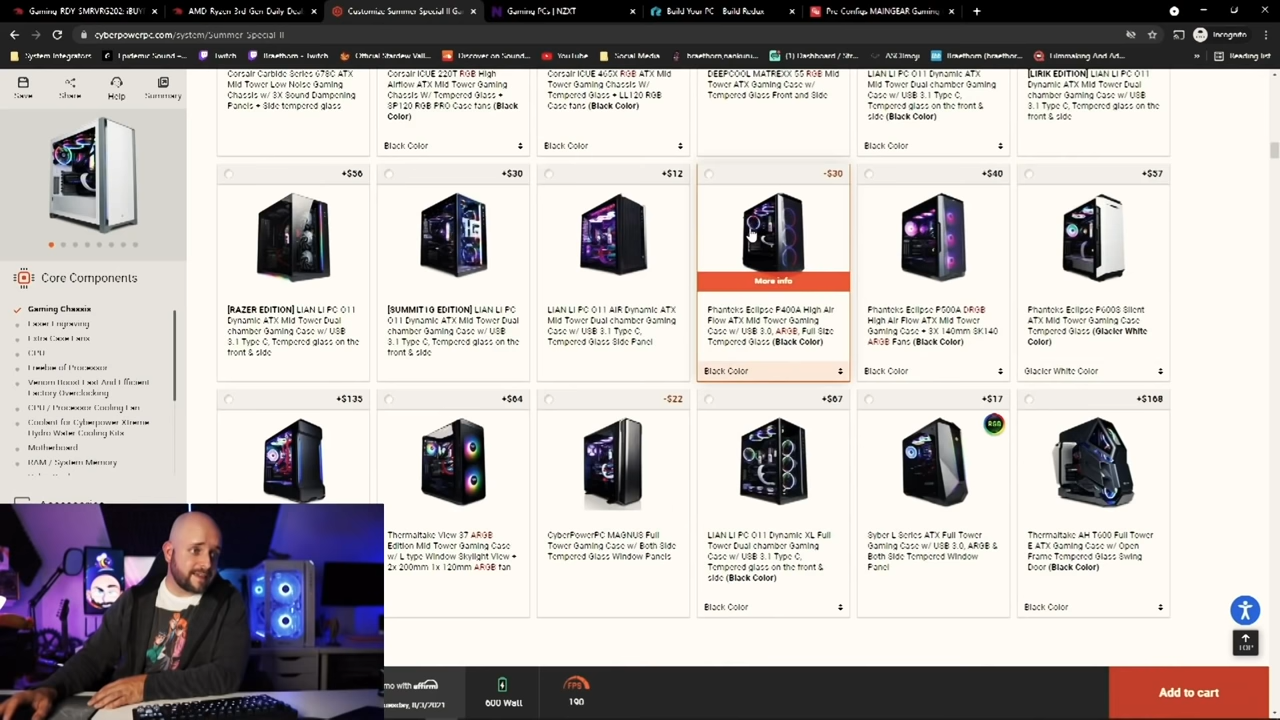 Gaming RDY SMRVRG202: iBUY
AMD Ryzen 3rd Gen Daily Deal
Customize Summer Special II Ga
Gaming PCs | NZXT
Build Your PC - Build Redux
Pre Configs MAINGEAR Gaming
cyberpowerpc.com/system/Summer-Special-II
Incognito
System Integrators
Epidemic Sound –
Twitch
Braethorn - Twitch
Official Stardew Vall
Discover on Sound
YouTube
Social Media
(1) Dashboard / Str
Braethorn (braethor
Filmmaking And Ad
Reading list
Save
Share
Help
Summary
Core Components
Gaming Chassis
Laser Engraving
Extra Case Fans
CPU
Freebie of Processor
Venom Boost Fast And Efficient
Factory Overclocking
CPU / Processor Cooling Fan
Coolant for Cyberpower Xtreme
Hydro Water Cooling Kits
Motherboard
RAM / System Memory
Accessories
Corsair Carbide Series 678C ATX
Mid Tower Low Noise Gaming
Chassis W/ 3X Sound Dampening
Panels + Side tempered glass
Corsair iCUE 220T RGB High
Airflow ATX Mid Tower Gaming
Chassis W/ Tempered Glass +
SP120 RGB PRO Case fans (Black
Color)
Black Color
Corsair iCUE 465X RGB ATX Mid
Tower Gaming Chassis W/
Tempered Glass + LL120 RGB
Case fans (Black Color)
Black Color
DEEPCOOL MATREXX 55 RGB Mid
Tower ATX Gaming Case w/
Tempered Glass Front and Side
LIAN LI PC O11 Dynamic ATX
Mid Tower Dual chamber
Gaming Case w/ USB 3.1 Type C,
Tempered glass on the front &
side (Black Color)
Black Color
[LIRIK EDITION] LIAN LI PC O11
Dynamic ATX Mid Tower Dual
chamber Gaming Case w/ USB
3.1 Type C, Tempered glass on the
front & side
+$56
[RAZER EDITION] LIAN LI PC O11
Dynamic ATX Mid Tower Dual
chamber Gaming Case w/ USB
3.1 Type C, Tempered glass on the
front & side
+$30
[SUMMIT1G EDITION] LIAN LI PC
O11 Dynamic ATX Mid Tower Dual
chamber Gaming Case w/ USB
3.1 Type C, Tempered glass on the
front & side
+$12
LIAN LI PC O11 AIR Dynamic ATX
Mid Tower Dual chamber
Gaming Case w/ USB 3.1 Type C,
Tempered Glass Side Panel
-$30
More info
Phanteks Eclipse P400A High Air
Flow ATX Mid Tower Gaming
Case w/ USB 3.0, ARGB, Full Size
Tempered Glass (Black Color)
Black Color
+$40
Phanteks Eclipse P500A DRGB
High Air Flow ATX Mid Tower
Gaming Case + 3X 140mm SK140
ARGB Fans (Black Color)
Black Color
+$57
Phanteks Eclipse P600S Silent
ATX Mid Tower Gaming Case
Tempered Glass (Glacier White
Color)
Glacier White Color
+$135
+$64
Thermaltake View 37 ARGB
Edition Mid Tower Gaming Case
w/ L type Window Skylight View +
2x 200mm 1x 120mm ARGB fan
-$22
CyberPowerPC MAGNUS Full
Tower Gaming Case w/ Both Side
Tempered Glass Window Panels
+$67
LIAN LI PC O11 Dynamic XL Full
Tower Dual chamber Gaming
Case w/ USB 3.1 Type C,
Tempered glass on the front &
side (Black Color)
Black Color
+$17
RGB
Syber L Series ATX Full Tower
Gaming Case w/ USB 3.0, ARGB &
Both Side Tempered Window
Panel
+$168
Thermaltake AH T600 Full Tower
E ATX Gaming Case w/ Open
Frame Tempered Glass Swing
Door (Black Color)
Black Color
TOP
mo with affirm
uesday, 8/3/2021
600 Watt
FPS
190
Add to cart